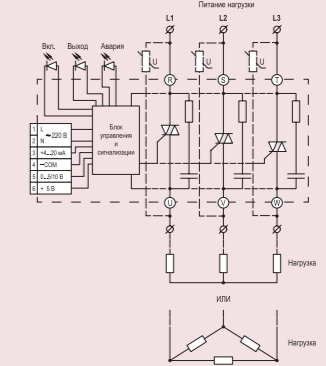 Питание нагрузки
L1 L2 L3
Вкл. Выход Авария
U U U
R S T
Блок
управления
и
сигнализации
1 L
~220 В
2 N
3 +4...20 мА
4 −COM
5 0...5/10 В
6 + 5 В
U V W
Нагрузка
ИЛИ
Нагрузка